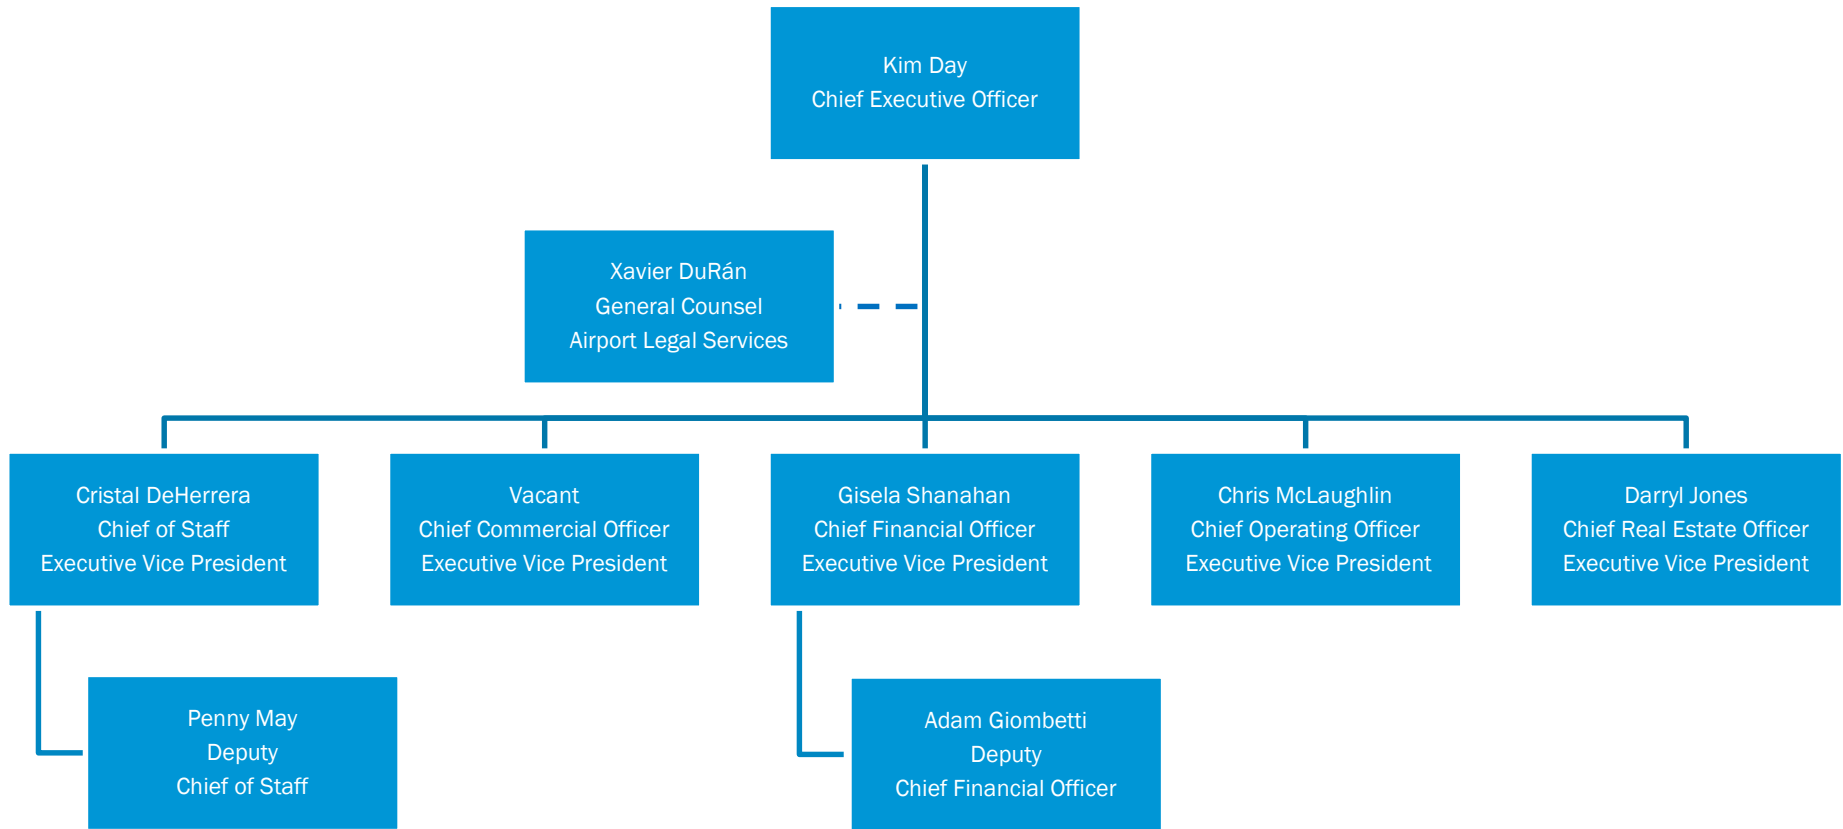 Kim Day
Chief Executive Officer
Xavier DuRán
General Counsel
Airport Legal Services
Cristal DeHerrera
Chief of Staff
Executive Vice President
Vacant
Chief Commercial Officer
Executive Vice President
Gisela Shanahan
Chief Financial Officer
Executive Vice President
Chris McLaughlin
Chief Operating Officer
Executive Vice President
Darryl Jones
Chief Real Estate Officer
Executive Vice President
Penny May
Deputy
Chief of Staff
Adam Giombetti
Deputy
Chief Financial Officer